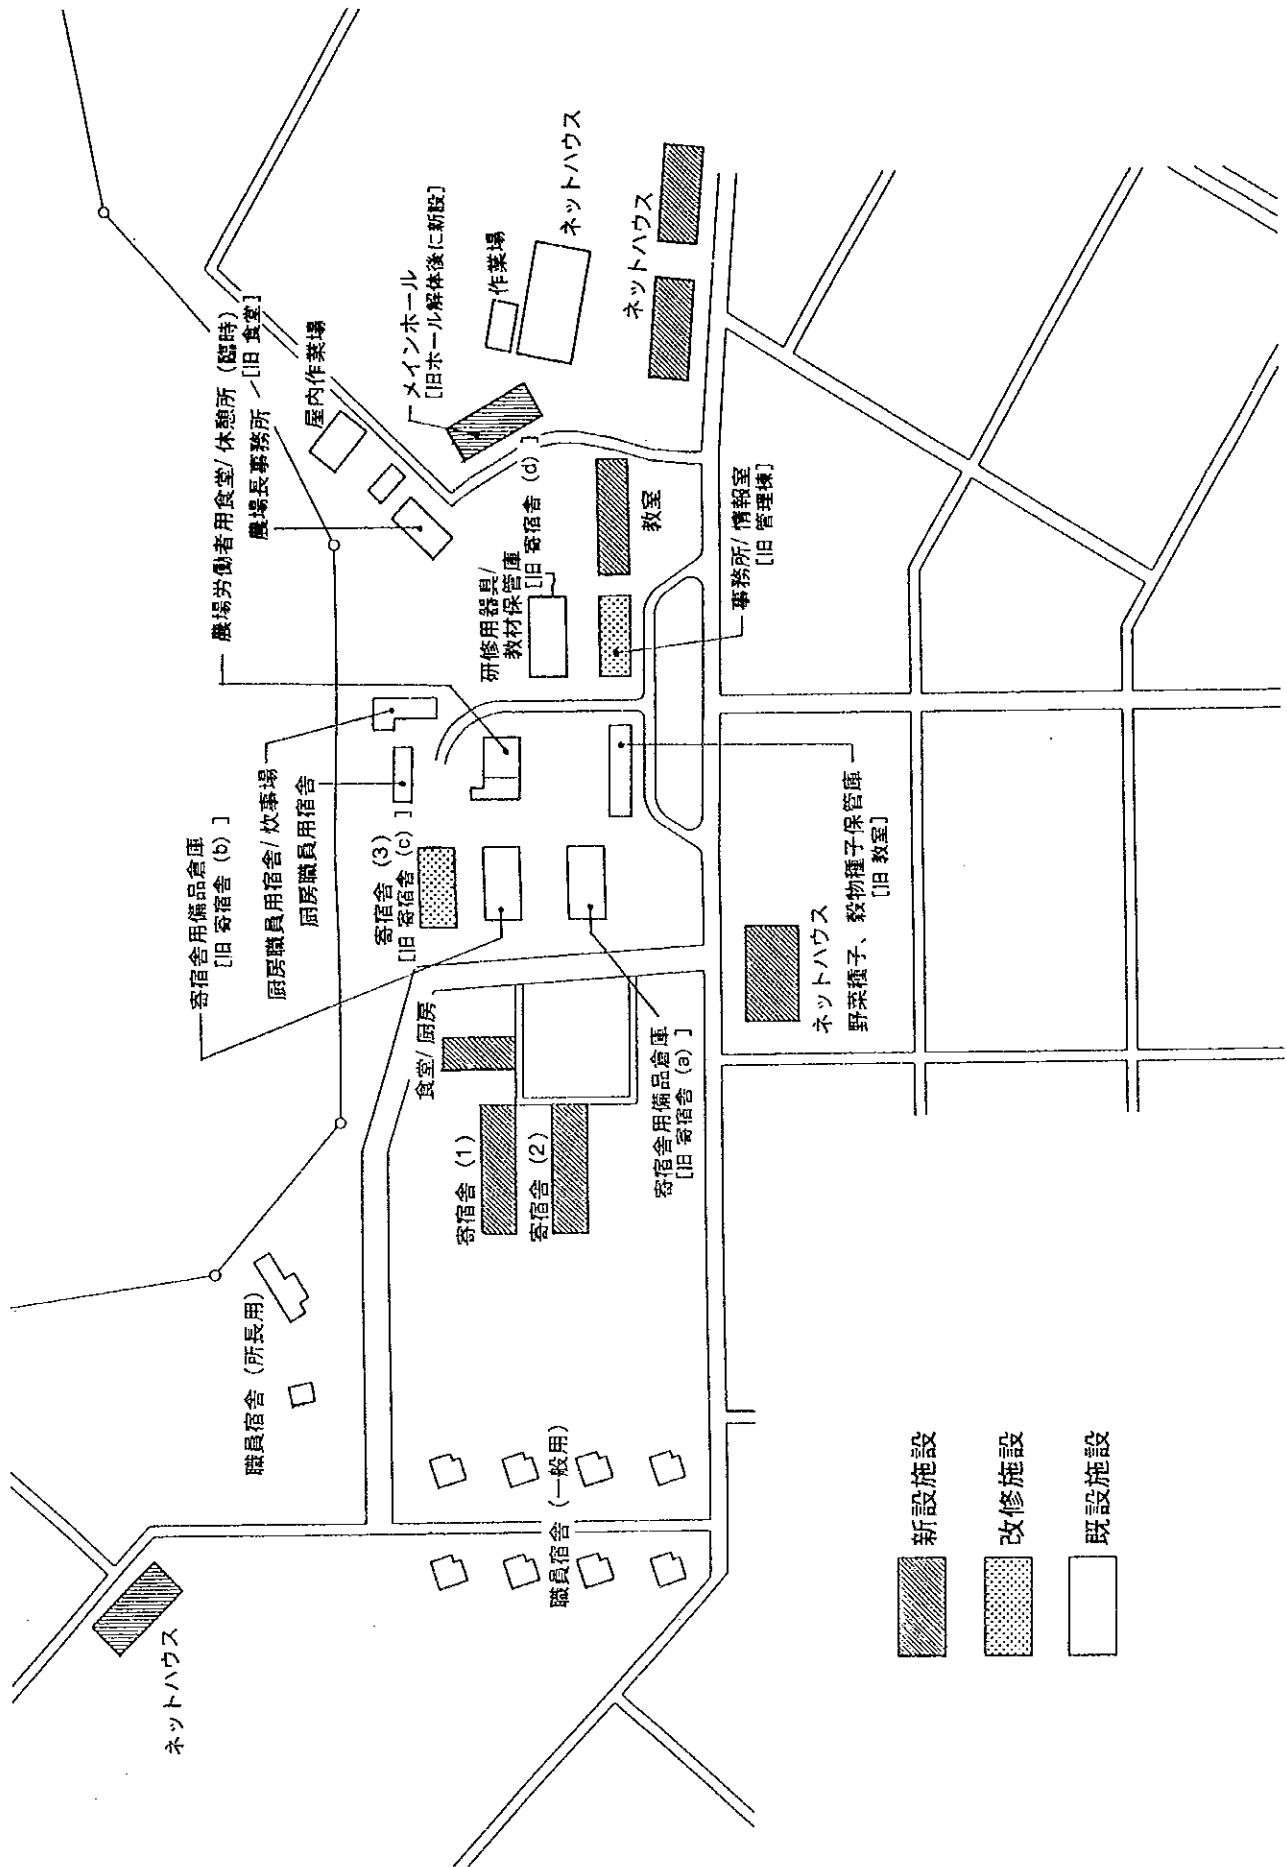 農場労働者用食堂/休憩所（臨時）
[旧 食堂]
農場長事務所
屋内作業場
メインホール
[旧ホール解体後に新設]
作業場
ネットハウス
ネットハウス
寄宿舎用備品倉庫
[旧 寄宿舎 (b) ]
厨房職員用宿舎/炊事場
厨房職員用宿舎
寄宿舎 (3)
[旧 寄宿舎 (c) ]
研修用器具/
教材保管庫
[旧 寄宿舎 (d) ]
教室
事務所/情報室
[旧 管理棟]
食堂/厨房
寄宿舎 (1)
寄宿舎 (2)
寄宿舎用備品倉庫
[旧 寄宿舎 (a) ]
ネットハウス
野菜種子、穀物種子保管庫
[旧 教室]
職員宿舎（所長用）
職員宿舎（一般用）
ネットハウス
新設施設
改修施設
既設施設